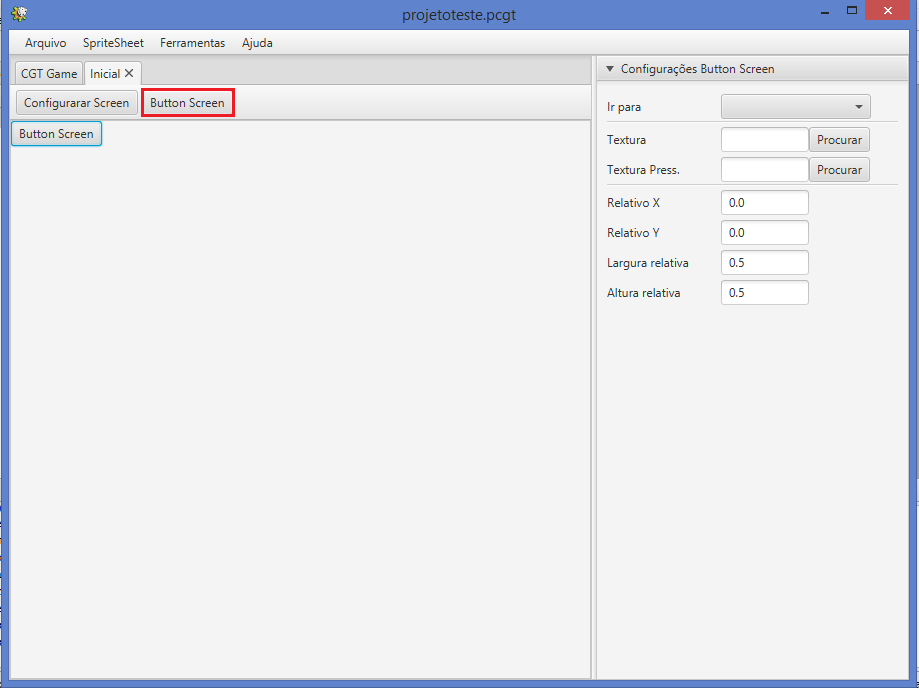 projetoteste.pcgt
Arquivo SpriteSheet Ferramentas Ajuda
CGT Game Inicial
Configurarar Screen Button Screen
Button Screen
Configurações Button Screen
Ir para
Textura Procurar
Textura Press. Procurar
Relativo X 0.0
Relativo Y 0.0
Largura relativa 0.5
Altura relativa 0.5